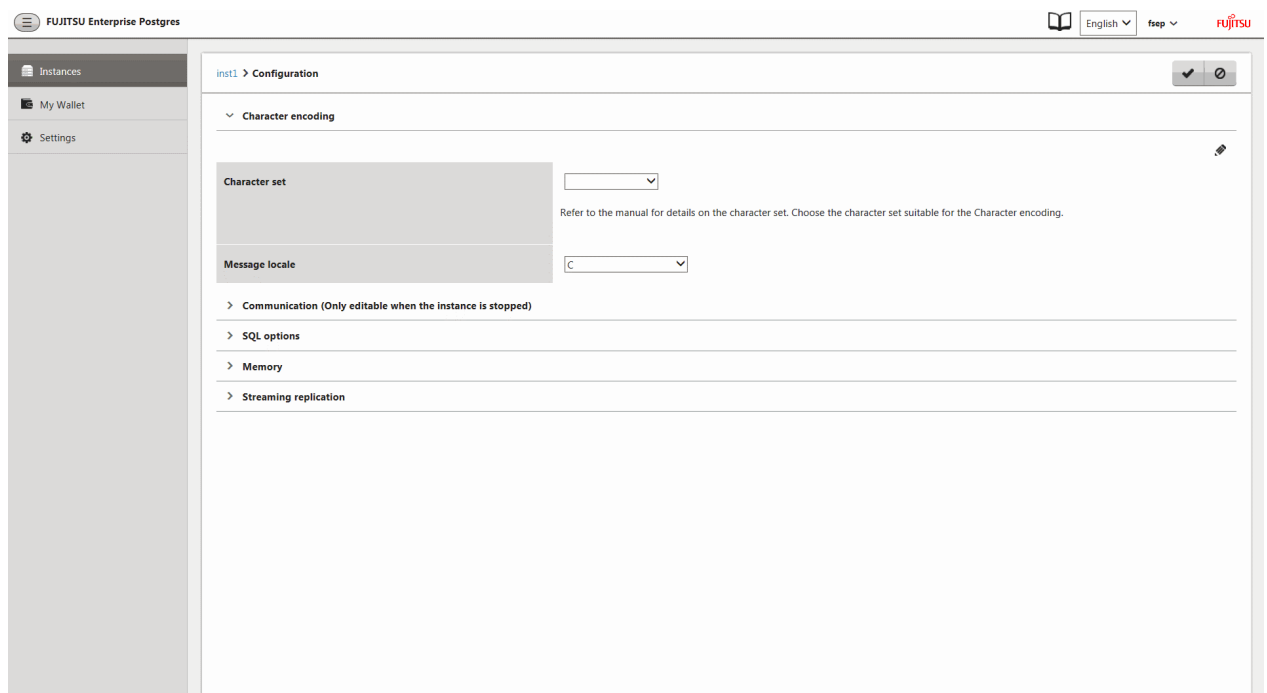 FUJITSU Enterprise Postgres
English
fsep
FUJITSU
Instances
My Wallet
Settings
inst1 > Configuration
Character encoding
Character set
Refer to the manual for details on the character set. Choose the character set suitable for the Character encoding.
Message locale
C
Communication (Only editable when the instance is stopped)
SQL options
Memory
Streaming replication